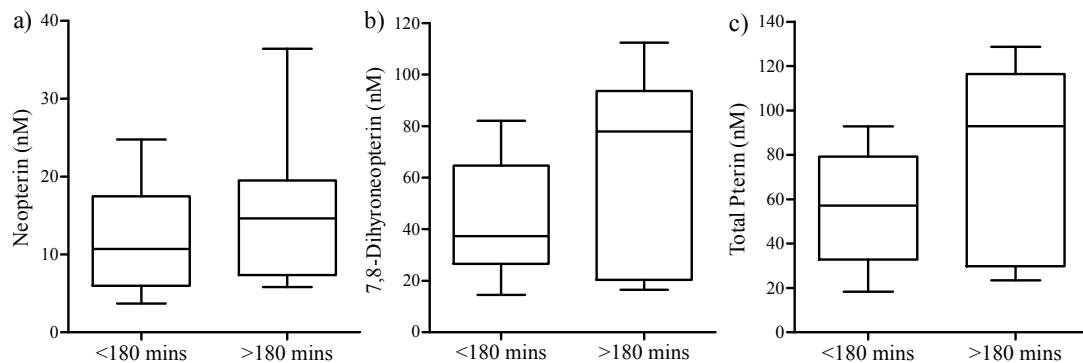 a)
Neopterin (nM)
40
30
20
10
0
<180 mins
>180 mins
b)
7,8-Dihyroneopterin (nM)
120
100
80
60
40
20
0
<180 mins
>180 mins
c)
Total Pterin (nM)
140
120
100
80
60
40
20
0
<180 mins
>180 mins